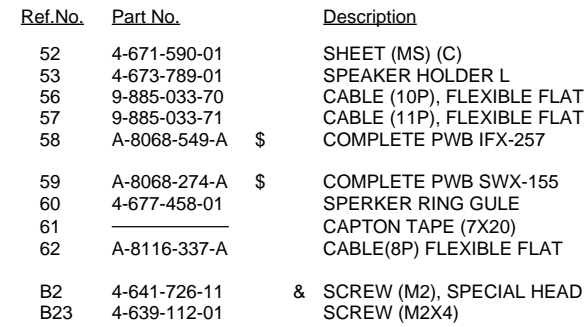 Ref.No. Part No. Description
52 4-671-590-01 SHEET (MS) (C)
53 4-673-789-01 SPEAKER HOLDER L
56 9-885-033-70 CABLE (10P), FLEXIBLE FLAT
57 9-885-033-71 CABLE (11P), FLEXIBLE FLAT
58 A-8068-549-A $ COMPLETE PWB IFX-257
59 A-8068-274-A $ COMPLETE PWB SWX-155
60 4-677-458-01 SPERKER RING GULE
61 ——————— CAPTON TAPE (7X20)
62 A-8116-337-A CABLE(8P) FLEXIBLE FLAT
B2 4-641-726-11 & SCREW (M2), SPECIAL HEAD
B23 4-639-112-01 SCREW (M2X4)